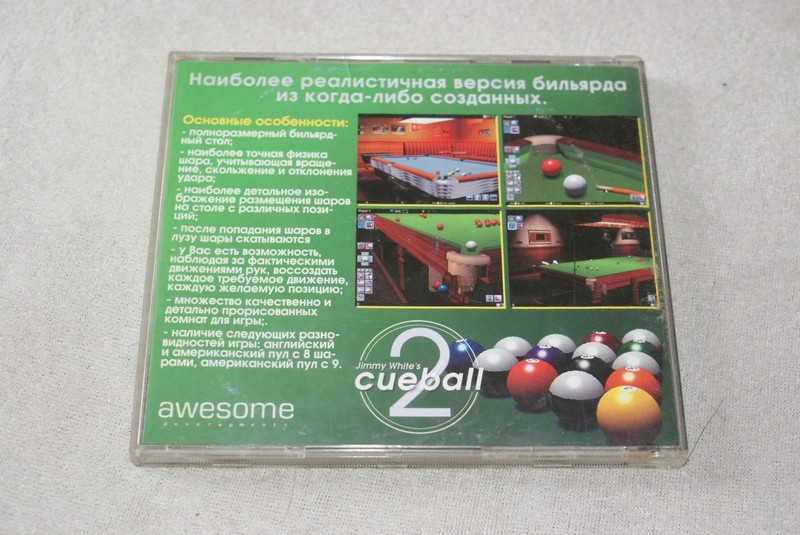 Наиболее реалистичная версия бильярда
из когда-либо созданных.
Основные особенности:
- полноразмерный бильярд-
ный стол;
- наиболее точная физика
шара, учитывающая враще-
ние, скольжение и отклонения
удара;
- наиболее детальное изо-
бражение размещения шаров
на столе с различных пози-
ций;
- после попадания шаров в
лузу шары скатываются
- у Вас есть возможность,
наблюдая за фактическими
движениями рук, воссоздать
каждое требуемое движение,
каждую желаемую позицию;
- множество качественно и
детально прорисованных
комнат для игры;.
- наличие следующих разно-
видностей игры: английский
и американский пул с 8 ша-
рами, американский пул с 9.
Jimmy White's
cueball
2
awesome
developments